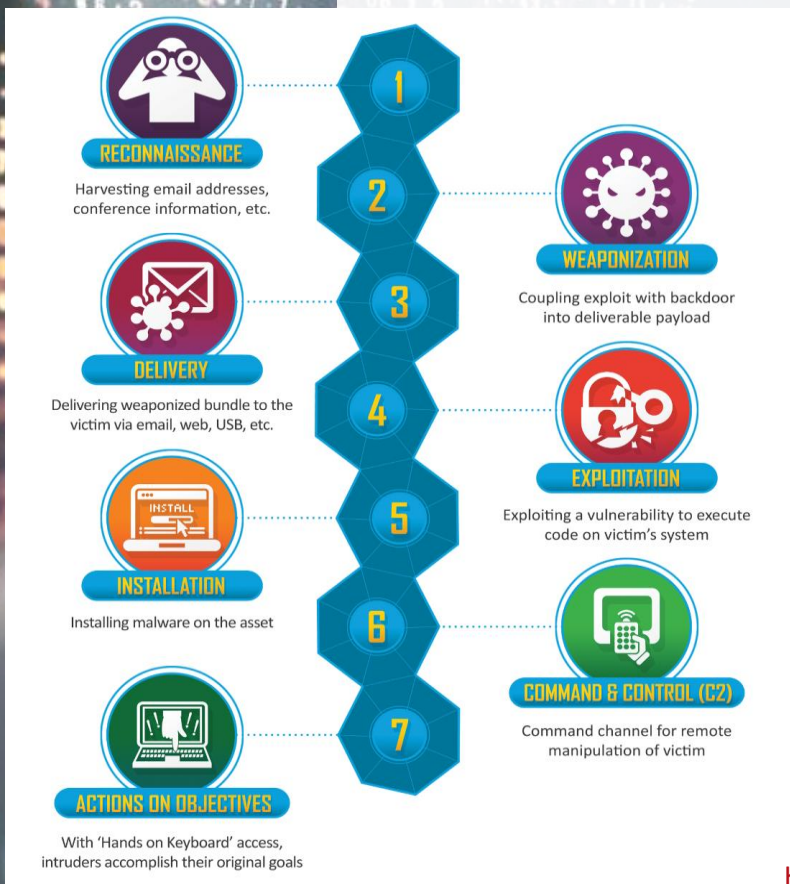 1
RECONNAISSANCE
Harvesting email addresses,
conference information, etc.
2
WEAPONIZATION
Coupling exploit with backdoor
into deliverable payload
3
DELIVERY
Delivering weaponized bundle to the
victim via email, web, USB, etc.
4
EXPLOITATION
Exploiting a vulnerability to execute
code on victim's system
5
INSTALL
INSTALLATION
Installing malware on the asset
6
COMMAND & CONTROL (C2)
Command channel for remote
manipulation of victim
7
ACTIONS ON OBJECTIVES
With 'Hands on Keyboard' access,
intruders accomplish their original goals